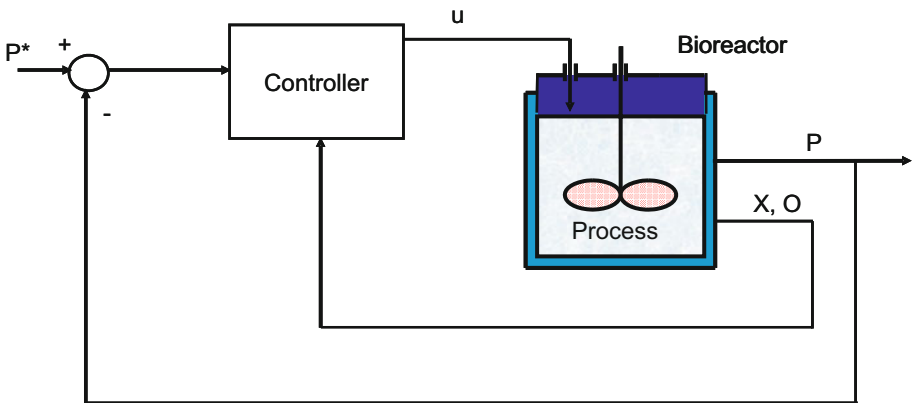 u
P*
+
-
Controller
Bioreactor
P
X, O
Process